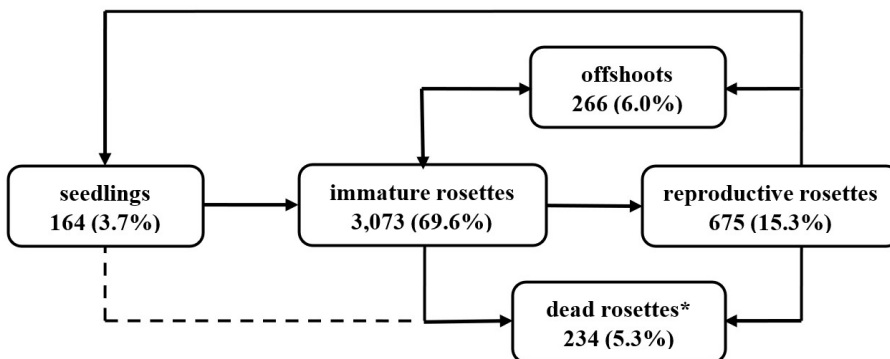 offshoots
266 (6.0%)
seedlings
164 (3.7%)
immature rosettes
3,073 (69.6%)
reproductive rosettes
675 (15.3%)
dead rosettes*
234 (5.3%)